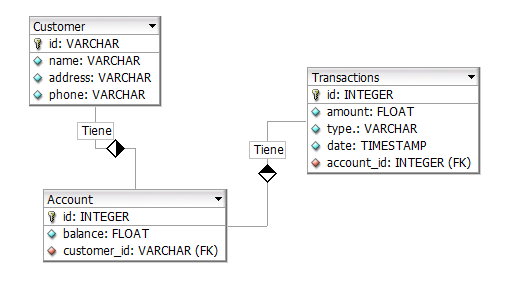 Customer
id: VARCHAR
name: VARCHAR
address: VARCHAR
phone: VARCHAR
Tiene
Account
id: INTEGER
balance: FLOAT
customer_id: VARCHAR (FK)
Tiene
Transactions
id: INTEGER
amount: FLOAT
type.: VARCHAR
date: TIMESTAMP
account_id: INTEGER (FK)